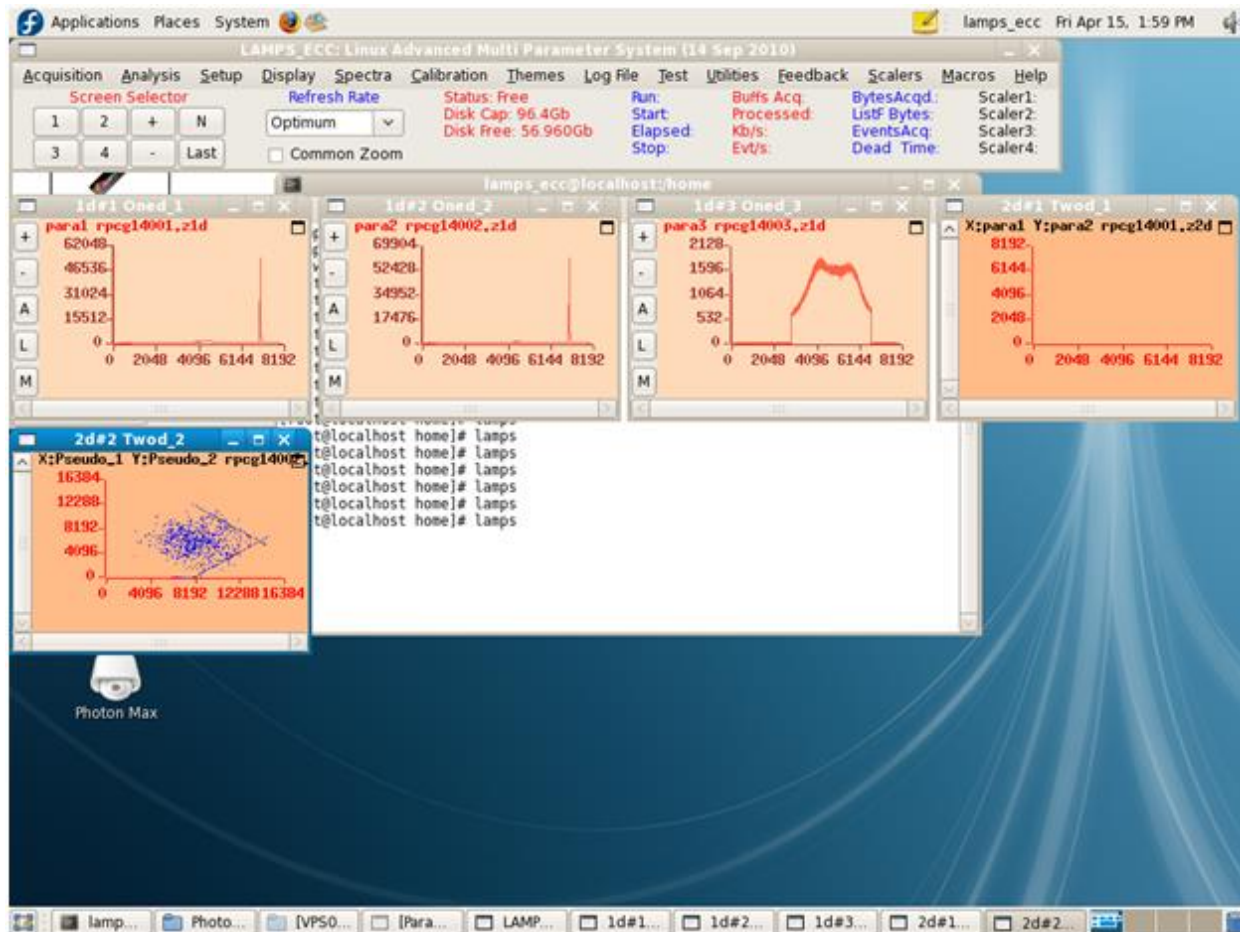 Applications Places System lamps_ecc Fri Apr 15, 1:59 PM
LAMPS_ECC: Linux Advanced Multi Parameter System (14 Sep 2010)
Acquisition Analysis Setup Display Spectra Calibration Themes Log File Test Utilities Feedback Scalers Macros Help
Screen Selector Refresh Rate Status: Free Run: Buffs Acq: BytesAcqd.: Scaler1:
1 2 + N Optimum Disk Cap: 96.4Gb Start: Processed: ListF Bytes: Scaler2:
Disk Free: 56.960Gb Elapsed: Kb/s: EventsAcq: Scaler3:
3 4 - Last Common Zoom Stop: Evt/s: Dead Time: Scaler4:
lamps_ecc@localhost:/home
1d#1 Oned_1
para1 rpcg14001.z1d
62048
46536
31024
15512
0
0 2048 4096 6144 8192
+
-
A
L
M
1d#2 Oned_2
para2 rpcg14002.z1d
69904
52428
34952
17476
0
0 2048 4096 6144 8192
+
-
A
L
M
1d#3 Oned_3
para3 rpcg14003.z1d
2128
1596
1064
532
0
0 2048 4096 6144 8192
+
-
A
L
M
2d#1 Twod_1
X:para1 Y:para2 rpcg14001.z2d
8192
6144
4096
2048
0
0 2048 4096 6144 8192
t@localhost home]# lamps
t@localhost home]# lamps
t@localhost home]# lamps
t@localhost home]# lamps
t@localhost home]# lamps
t@localhost home]# lamps
2d#2 Twod_2
X:Pseudo_1 Y:Pseudo_2
16384
12288
8192
4096
0
0 4096 8192 12288 16384
Photon Max
lamp... Photo... [VPS0... [Para... LAMP... 1d#1... 1d#2... 1d#3... 2d#1... 2d#2...